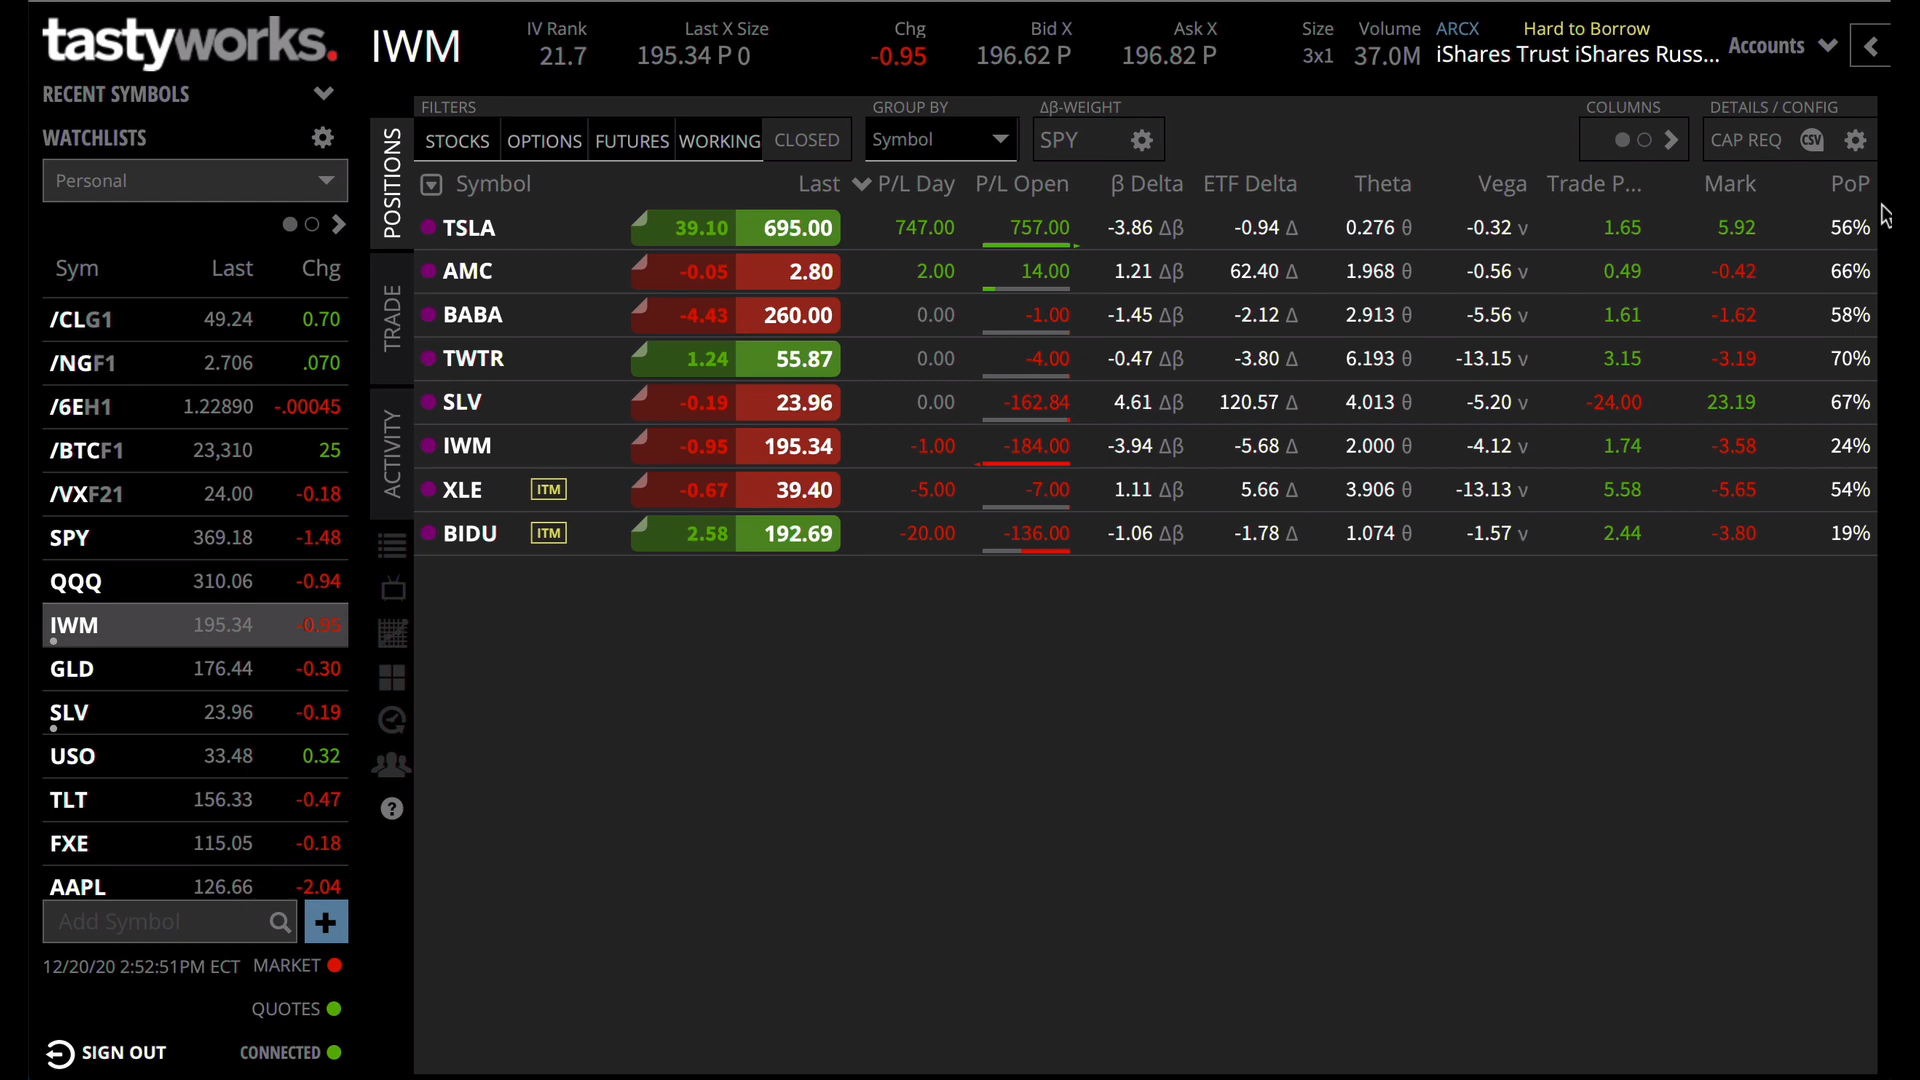 tastyworks.
IWM
IV Rank
21.7
Last X Size
195.34 P 0
Chg
-0.95
Bid X
196.62 P
Ask X
196.82 P
Size
3x1
Volume
37.0M
ARCX
Hard to Borrow
iShares Trust iShares Russ...
Accounts
RECENT SYMBOLS
WATCHLISTS
Personal
Sym Last Chg
/CLG1 49.24 0.70
/NGF1 2.706 .070
/6EH1 1.22890 -.00045
/BTCF1 23,310 25
/VXF21 24.00 -0.18
SPY 369.18 -1.48
QQQ 310.06 -0.94
IWM 195.34 -0.95
GLD 176.44 -0.30
SLV 23.96 -0.19
USO 33.48 0.32
TLT 156.33 -0.47
FXE 115.05 -0.18
AAPL 126.66 -2.04
Add Symbol
12/20/20 2:52:51PM ECT MARKET
QUOTES
SIGN OUT CONNECTED
POSITIONS
TRADE
ACTIVITY
?
FILTERS GROUP BY Δβ-WEIGHT COLUMNS DETAILS / CONFIG
STOCKS OPTIONS FUTURES WORKING CLOSED Symbol SPY CAP REQ CSV
Symbol Last P/L Day P/L Open β Delta ETF Delta Theta Vega Trade P... Mark PoP
TSLA 39.10 695.00 747.00 757.00 -3.86 Δβ -0.94 Δ 0.276 θ -0.32 v 1.65 5.92 56%
AMC -0.05 2.80 2.00 14.00 1.21 Δβ 62.40 Δ 1.968 θ -0.56 v 0.49 -0.42 66%
BABA -4.43 260.00 0.00 -1.00 -1.45 Δβ -2.12 Δ 2.913 θ -5.56 v 1.61 -1.62 58%
TWTR 1.24 55.87 0.00 -4.00 -0.47 Δβ -3.80 Δ 6.193 θ -13.15 v 3.15 -3.19 70%
SLV -0.19 23.96 0.00 -162.84 4.61 Δβ 120.57 Δ 4.013 θ -5.20 v -24.00 23.19 67%
IWM -0.95 195.34 -1.00 -184.00 -3.94 Δβ -5.68 Δ 2.000 θ -4.12 v 1.74 -3.58 24%
XLE ITM -0.67 39.40 -5.00 -7.00 1.11 Δβ 5.66 Δ 3.906 θ -13.13 v 5.58 -5.65 54%
BIDU ITM 2.58 192.69 -20.00 -136.00 -1.06 Δβ -1.78 Δ 1.074 θ -1.57 v 2.44 -3.80 19%